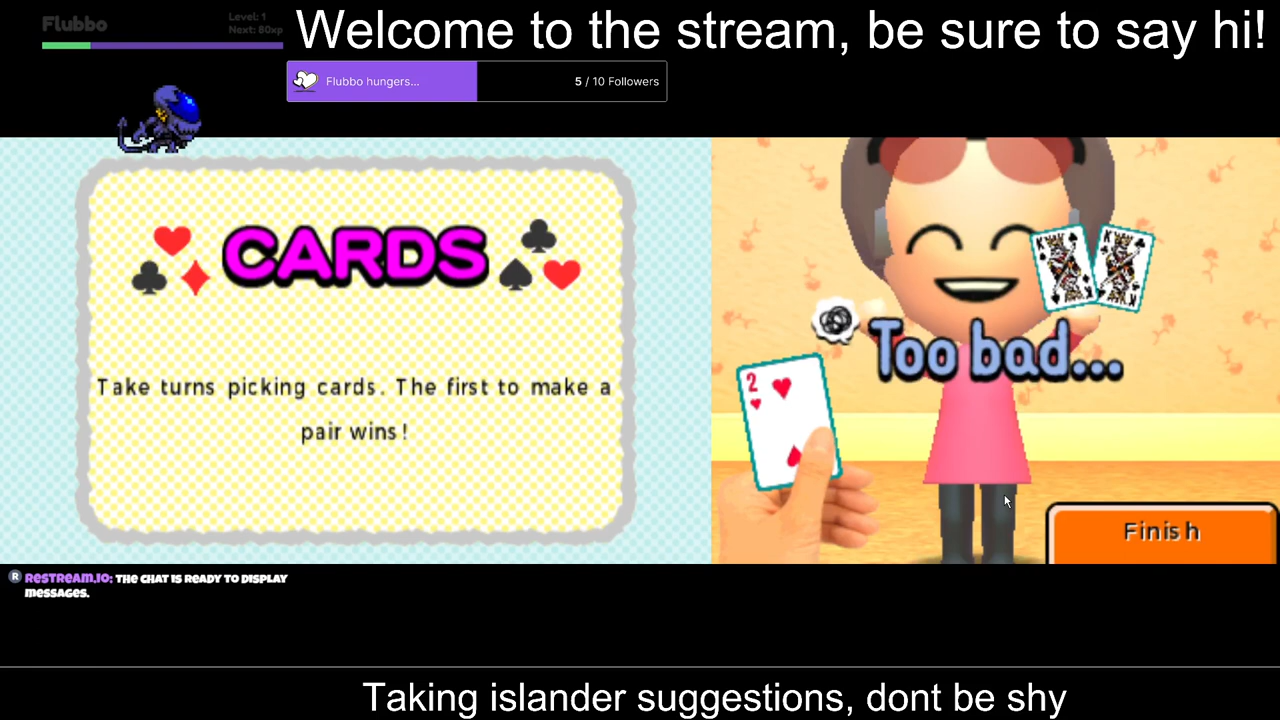 Flubbo
Level: 1
Next: 80xp
Welcome to the stream, be sure to say hi!
Flubbo hungers...
5 / 10 Followers
CARDS
Take turns picking cards. The first to make a
pair wins!
K
K
K
K
2
Too bad...
Finish
R
Restream.io: The chat is ready to display
messages.
Taking islander suggestions, dont be shy